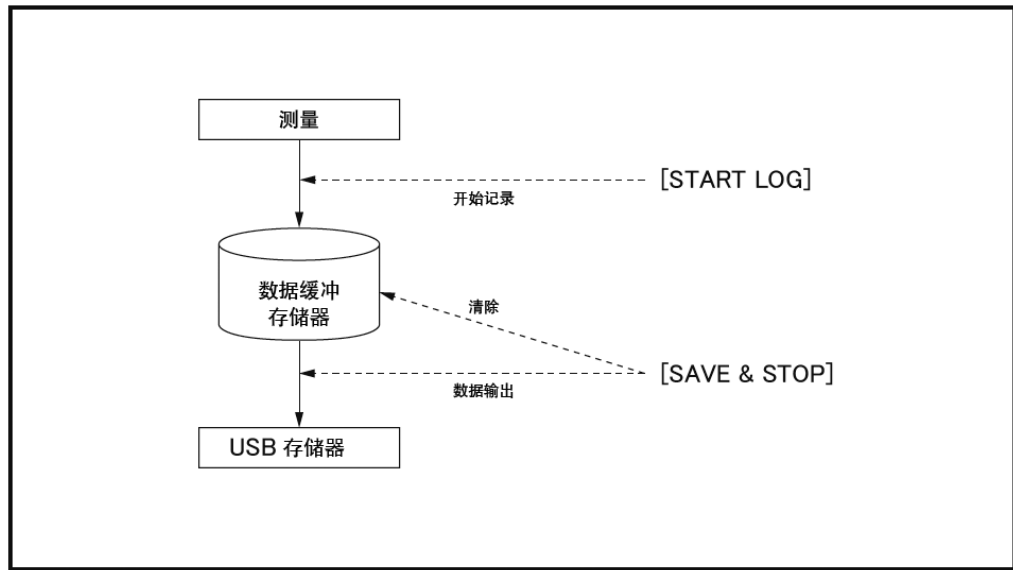 测量
[START LOG]
开始记录
数据缓冲
存储器
清除
[SAVE & STOP]
数据输出
USB 存储器